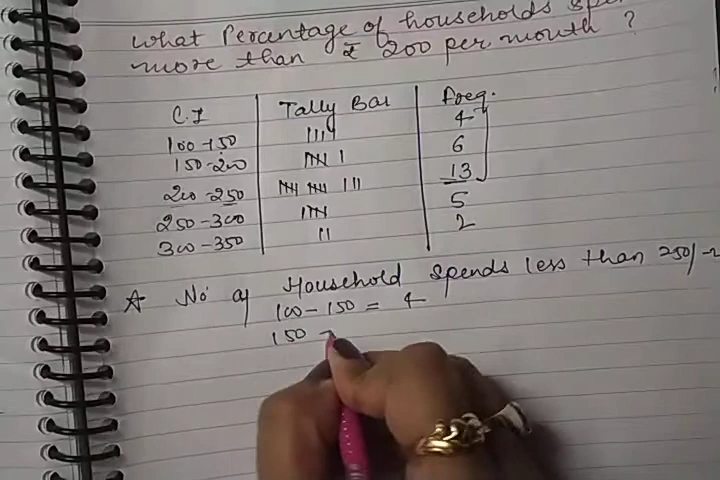 What Percentage of households
more than ₹ 200 per month ?
C.I Tally Bar Freq.
100-150 |||| 4
150-200 𝍸 | 6
200-250 𝍸 𝍸 ||| 13
250-300 𝍸 5
300-350 || 2
A No of Household Spends less than 250/-
100-150 = 4
150 -